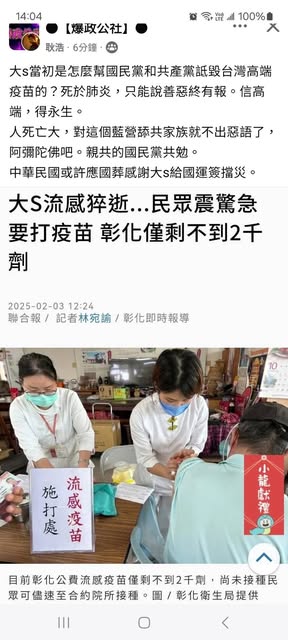 14:04
100%
●【爆政公社】●
耿浩 · 6分鐘 ·
大s當初是怎麼幫國民黨和共產黨詆毀台灣高端
疫苗的？死於肺炎，只能說善惡終有報。信高
端，得永生。
人死亡大，對這個藍營舔共家族就不出惡語了，
阿彌陀佛吧。親共的國民黨共勉。
中華民國或許應國葬感謝大s給國運簽擋災。
大S流感猝逝...民眾震驚急
要打疫苗 彰化僅剩不到2千
劑
2025-02-03 12:24
聯合報 / 記者林宛諭 / 彰化即時報導
流感疫苗
施打處
10
小龍獻禮
目前彰化公費流感疫苗僅剩不到2千劑，尚未接種民
眾可儘速至合約院所接種。圖 / 彰化衛生局提供